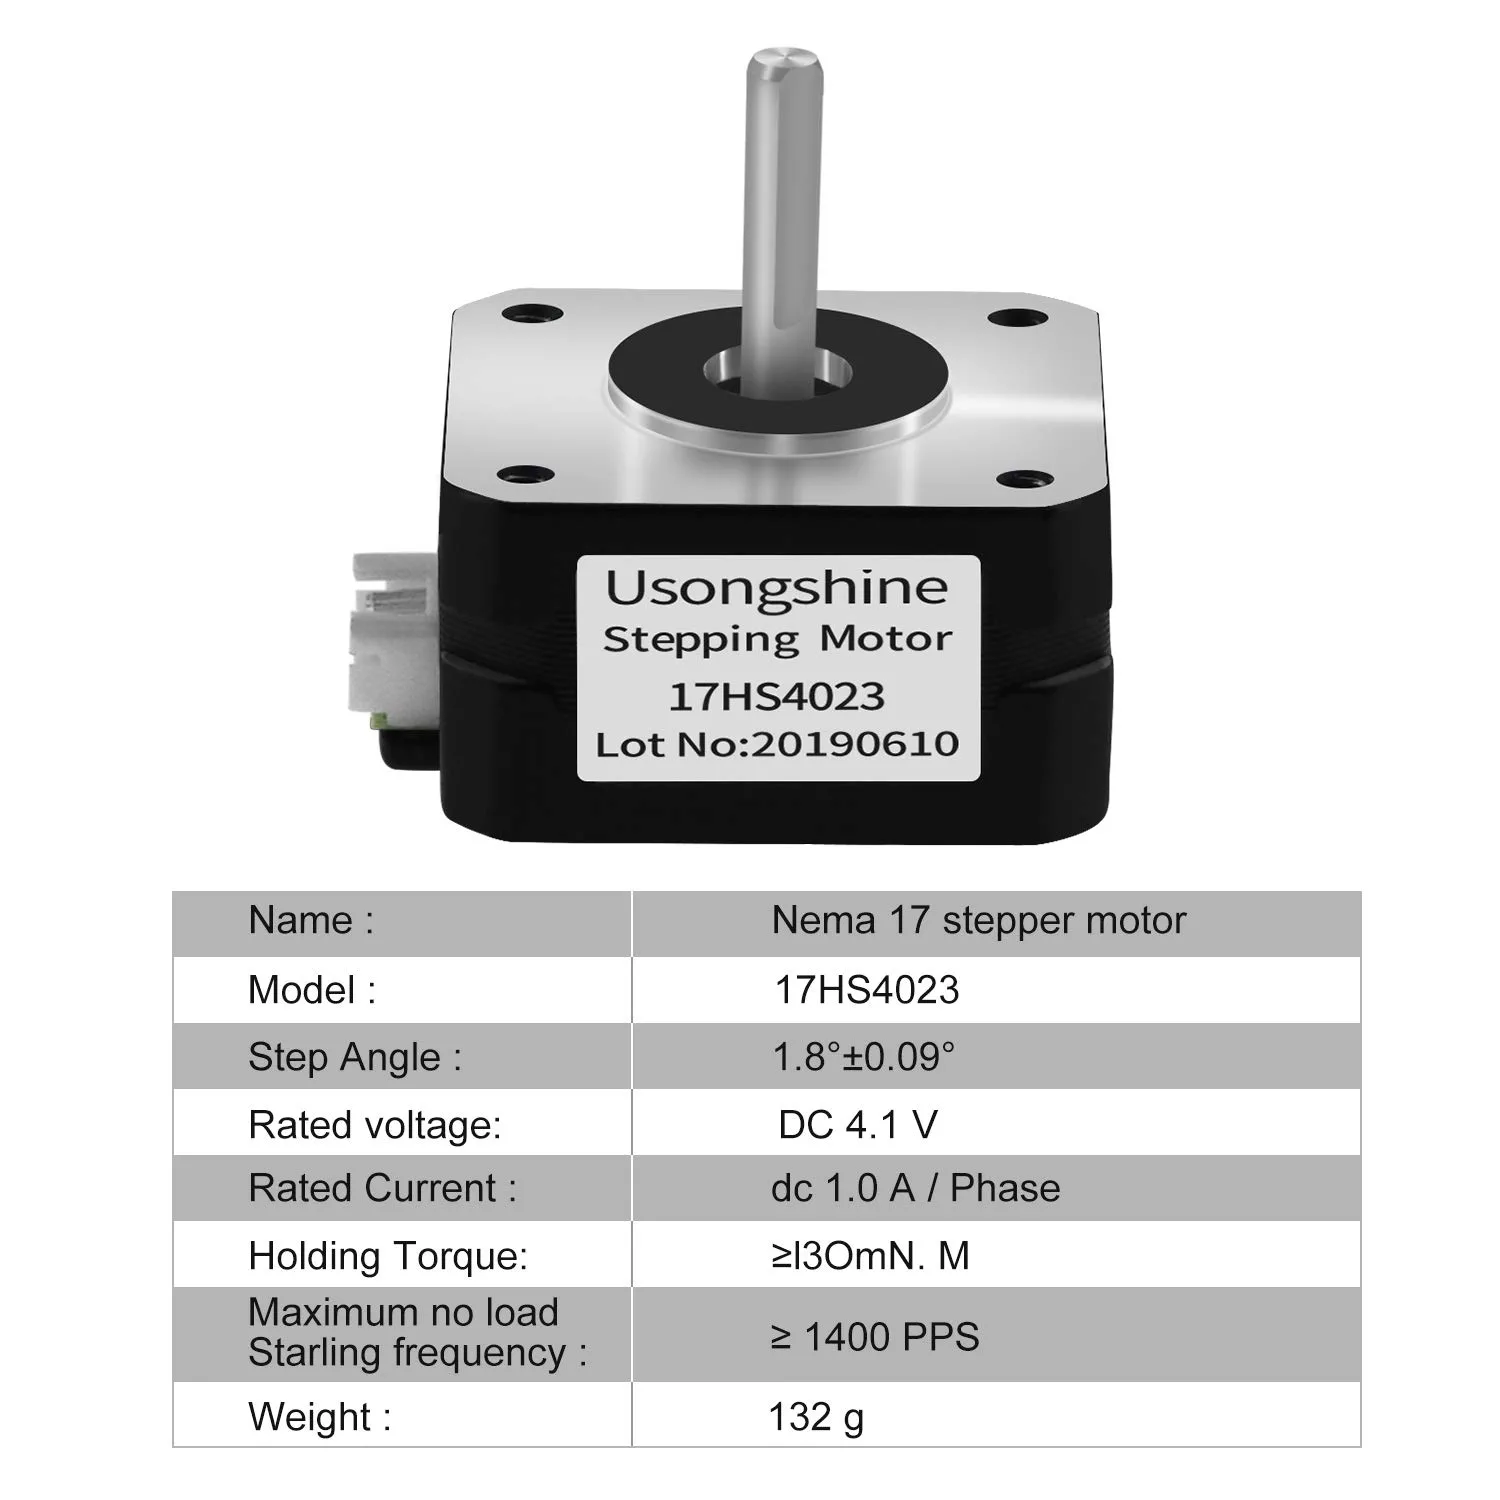 Usongshine
Stepping Motor
17HS4023
Lot No:20190610
Name : Nema 17 stepper motor
Model : 17HS4023
Step Angle : 1.8°±0.09°
Rated voltage: DC 4.1 V
Rated Current : dc 1.0 A / Phase
Holding Torque: ≥l3OmN. M
Maximum no load
Starling frequency : ≥ 1400 PPS
Weight : 132 g